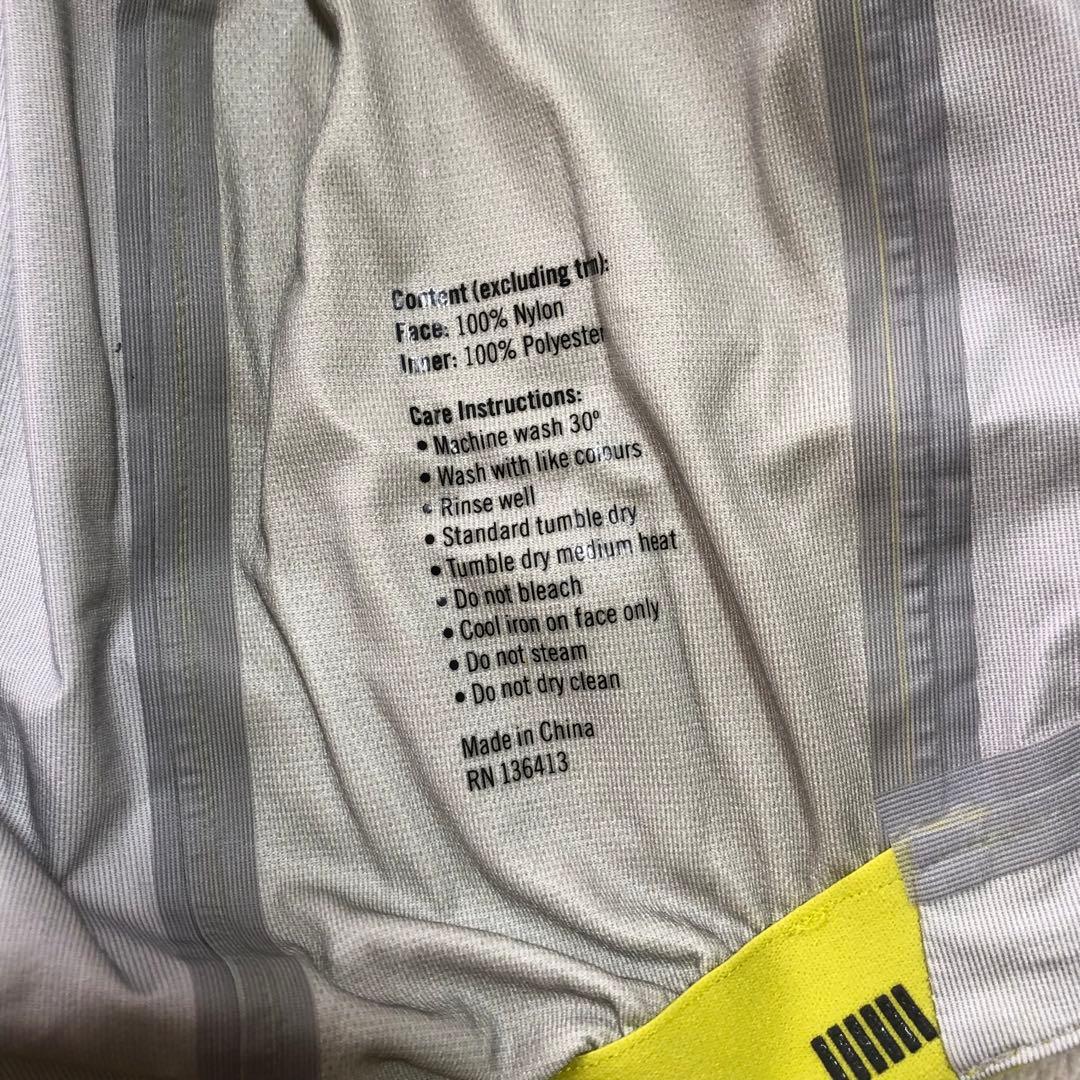 Content (excluding trm):
Face: 100% Nylon
Inner: 100% Polyester
Care Instructions:
• Machine wash 30°
• Wash with like colours
• Rinse well
• Standard tumble dry
• Tumble dry medium heat
• Do not bleach
• Cool iron on face only
• Do not steam
• Do not dry clean
Made in China
RN 136413